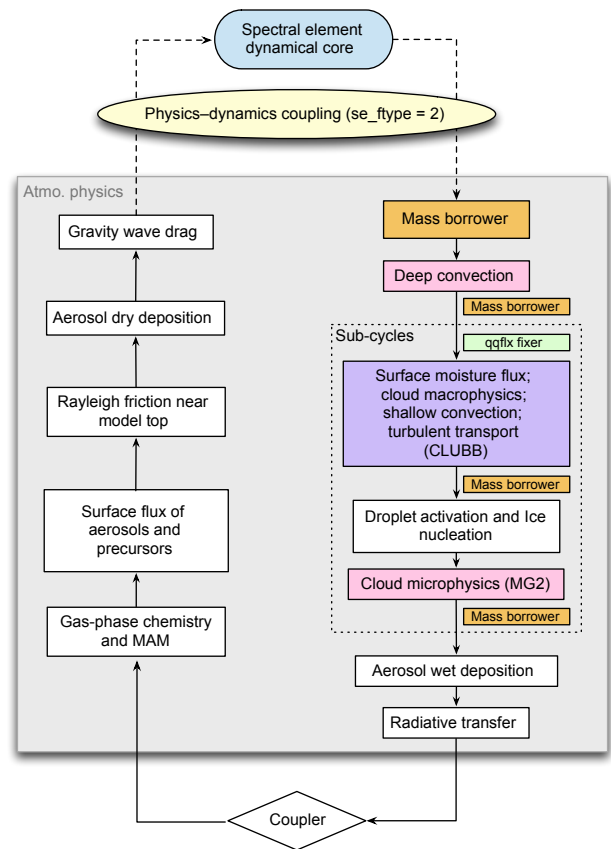 Spectral element
dynamical core
Physics–dynamics coupling (se_ftype = 2)
Atmo. physics
Gravity wave drag
Aerosol dry deposition
Rayleigh friction near
model top
Surface flux of
aerosols and
precursors
Gas-phase chemistry
and MAM
Mass borrower
Deep convection
Mass borrower
Sub-cycles
qqflx fixer
Surface moisture flux;
cloud macrophysics;
shallow convection;
turbulent transport
(CLUBB)
Mass borrower
Droplet activation and Ice
nucleation
Cloud microphysics (MG2)
Mass borrower
Aerosol wet deposition
Radiative transfer
Coupler